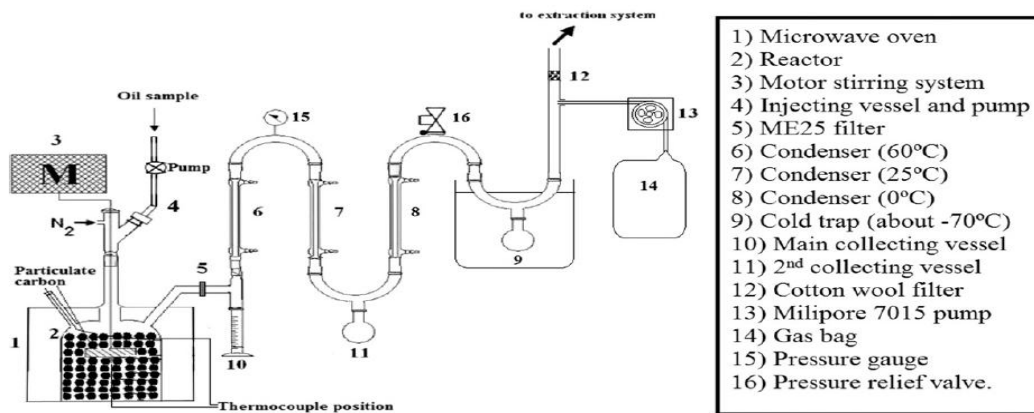 to extraction system
12
Oil sample
15
16
13
3
M
Pump
4
N2
6
7
8
14
9
5
Particulate
carbon
2
1
10
11
Thermocouple position
1) Microwave oven
2) Reactor
3) Motor stirring system
4) Injecting vessel and pump
5) ME25 filter
6) Condenser (60ºC)
7) Condenser (25ºC)
8) Condenser (0ºC)
9) Cold trap (about -70ºC)
10) Main collecting vessel
11) 2nd collecting vessel
12) Cotton wool filter
13) Milipore 7015 pump
14) Gas bag
15) Pressure gauge
16) Pressure relief valve.